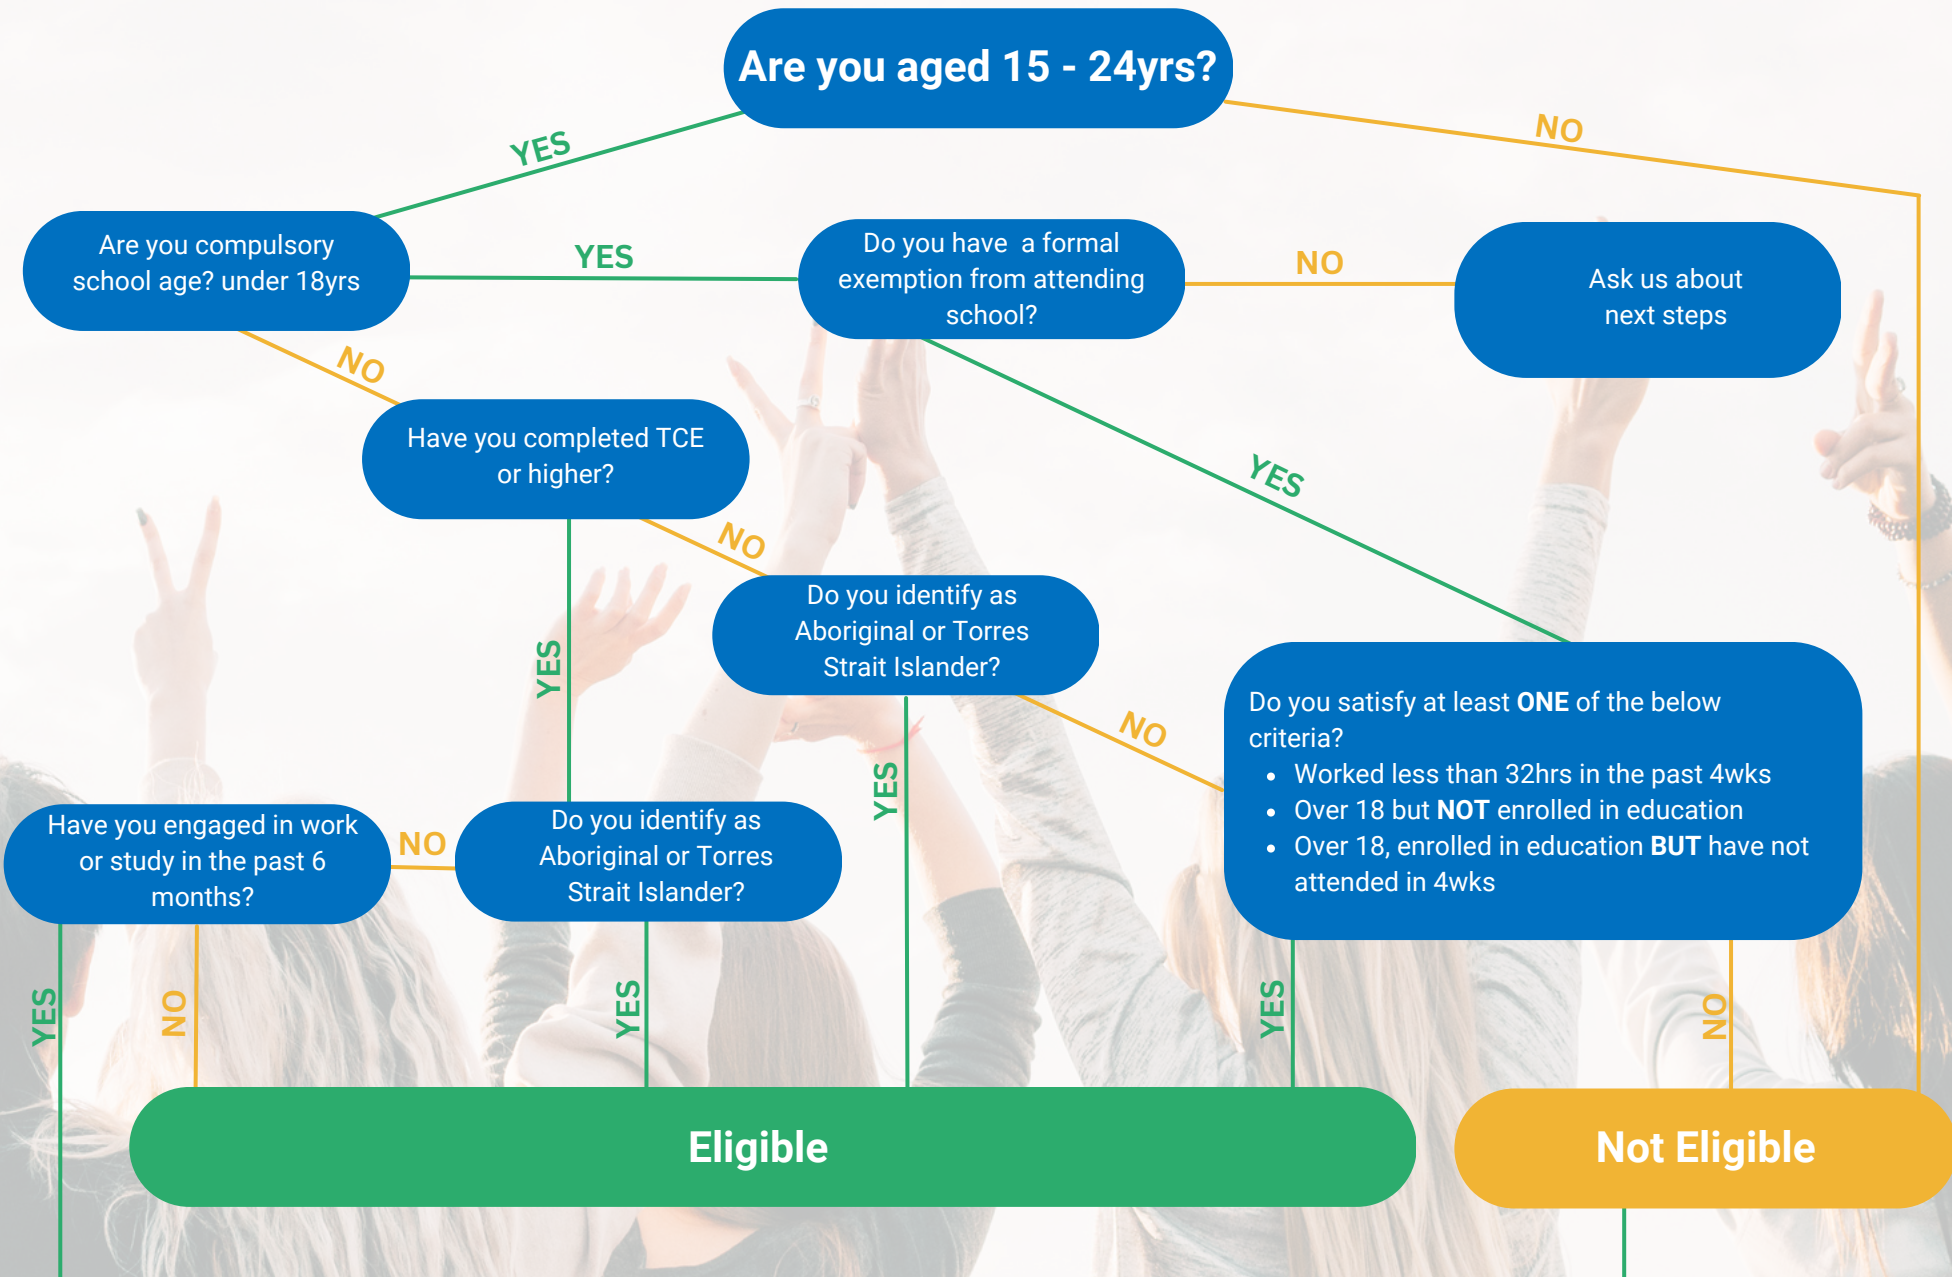 Are you aged 15 - 24yrs?
YES
NO
Are you compulsory
school age? under 18yrs
YES
Do you have a formal
exemption from attending
school?
NO
Ask us about
next steps
NO
Have you completed TCE
or higher?
YES
NO
Do you identify as
Aboriginal or Torres
Strait Islander?
YES
NO
YES
Do you satisfy at least ONE of the below
criteria?
• Worked less than 32hrs in the past 4wks
• Over 18 but NOT enrolled in education
• Over 18, enrolled in education BUT have not
attended in 4wks
Have you engaged in work
or study in the past 6
months?
NO
Do you identify as
Aboriginal or Torres
Strait Islander?
YES
NO
YES
YES
NO
Eligible
Not Eligible